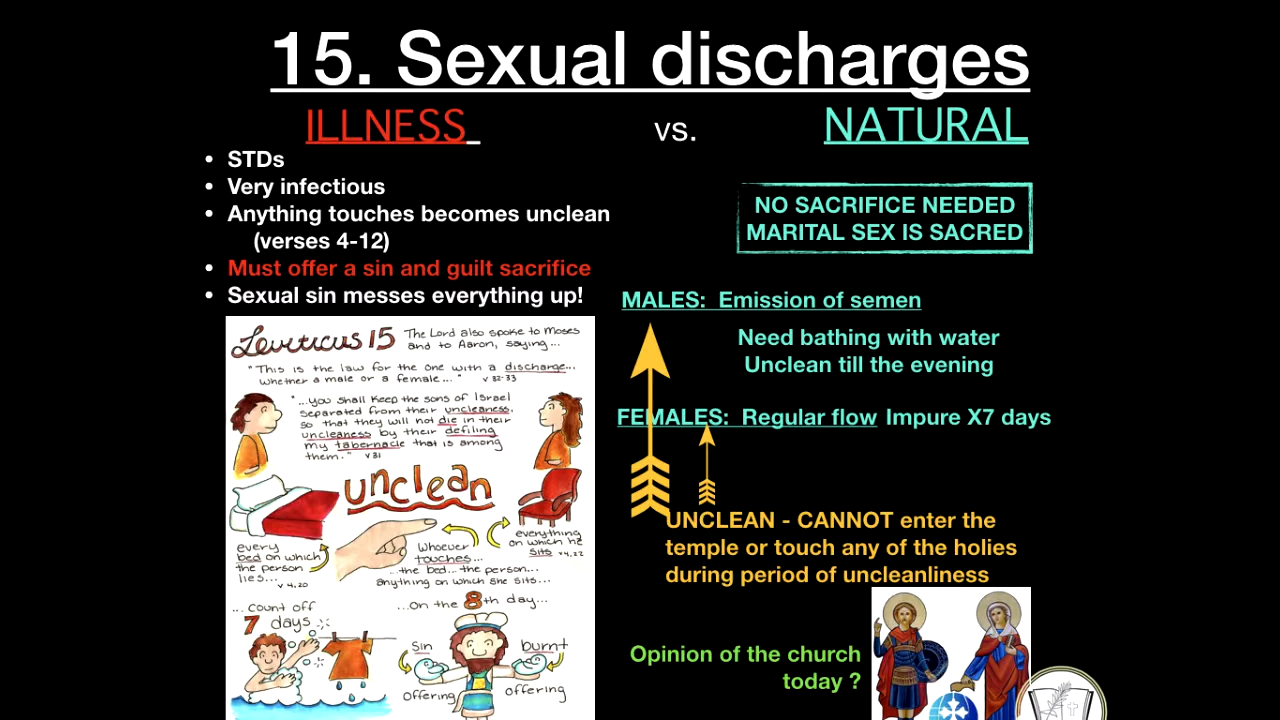 15. Sexual discharges
ILLNESS vs. NATURAL
• STDs
• Very infectious
• Anything touches becomes unclean
(verses 4-12)
• Must offer a sin and guilt sacrifice
• Sexual sin messes everything up!
NO SACRIFICE NEEDED
MARITAL SEX IS SACRED
MALES: Emission of semen
Need bathing with water
Unclean till the evening
FEMALES: Regular flow Impure X7 days
UNCLEAN - CANNOT enter the
temple or touch any of the holies
during period of uncleanliness
Opinion of the church
today ?
Leviticus 15
The Lord also spoke to Moses
and to Aaron, saying...
"This is the law for the one with a discharge...
whether a male or a female..." v 32-33
"...you shall keep the sons of Israel
separated from their uncleaness,
so that they will not die in their
uncleaness by their defiling
my tabernacle that is among
them." v31
unclean
every
bed on which
the person
lies...
v 4,20
Whoever
touches...
...the bed...the person...
anything on which she sits...
everything
on which he
sits v4,22
...count off
7 days
...on the 8th day...
sin
offering
burnt
offering